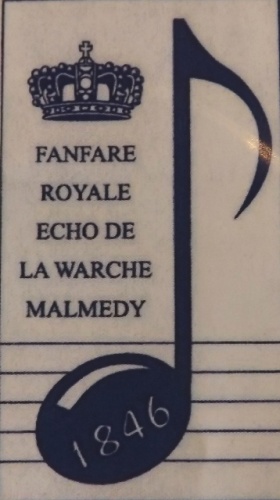 FANFARE
ROYALE
ECHO DE
LA WARCHE
MALMEDY
1846